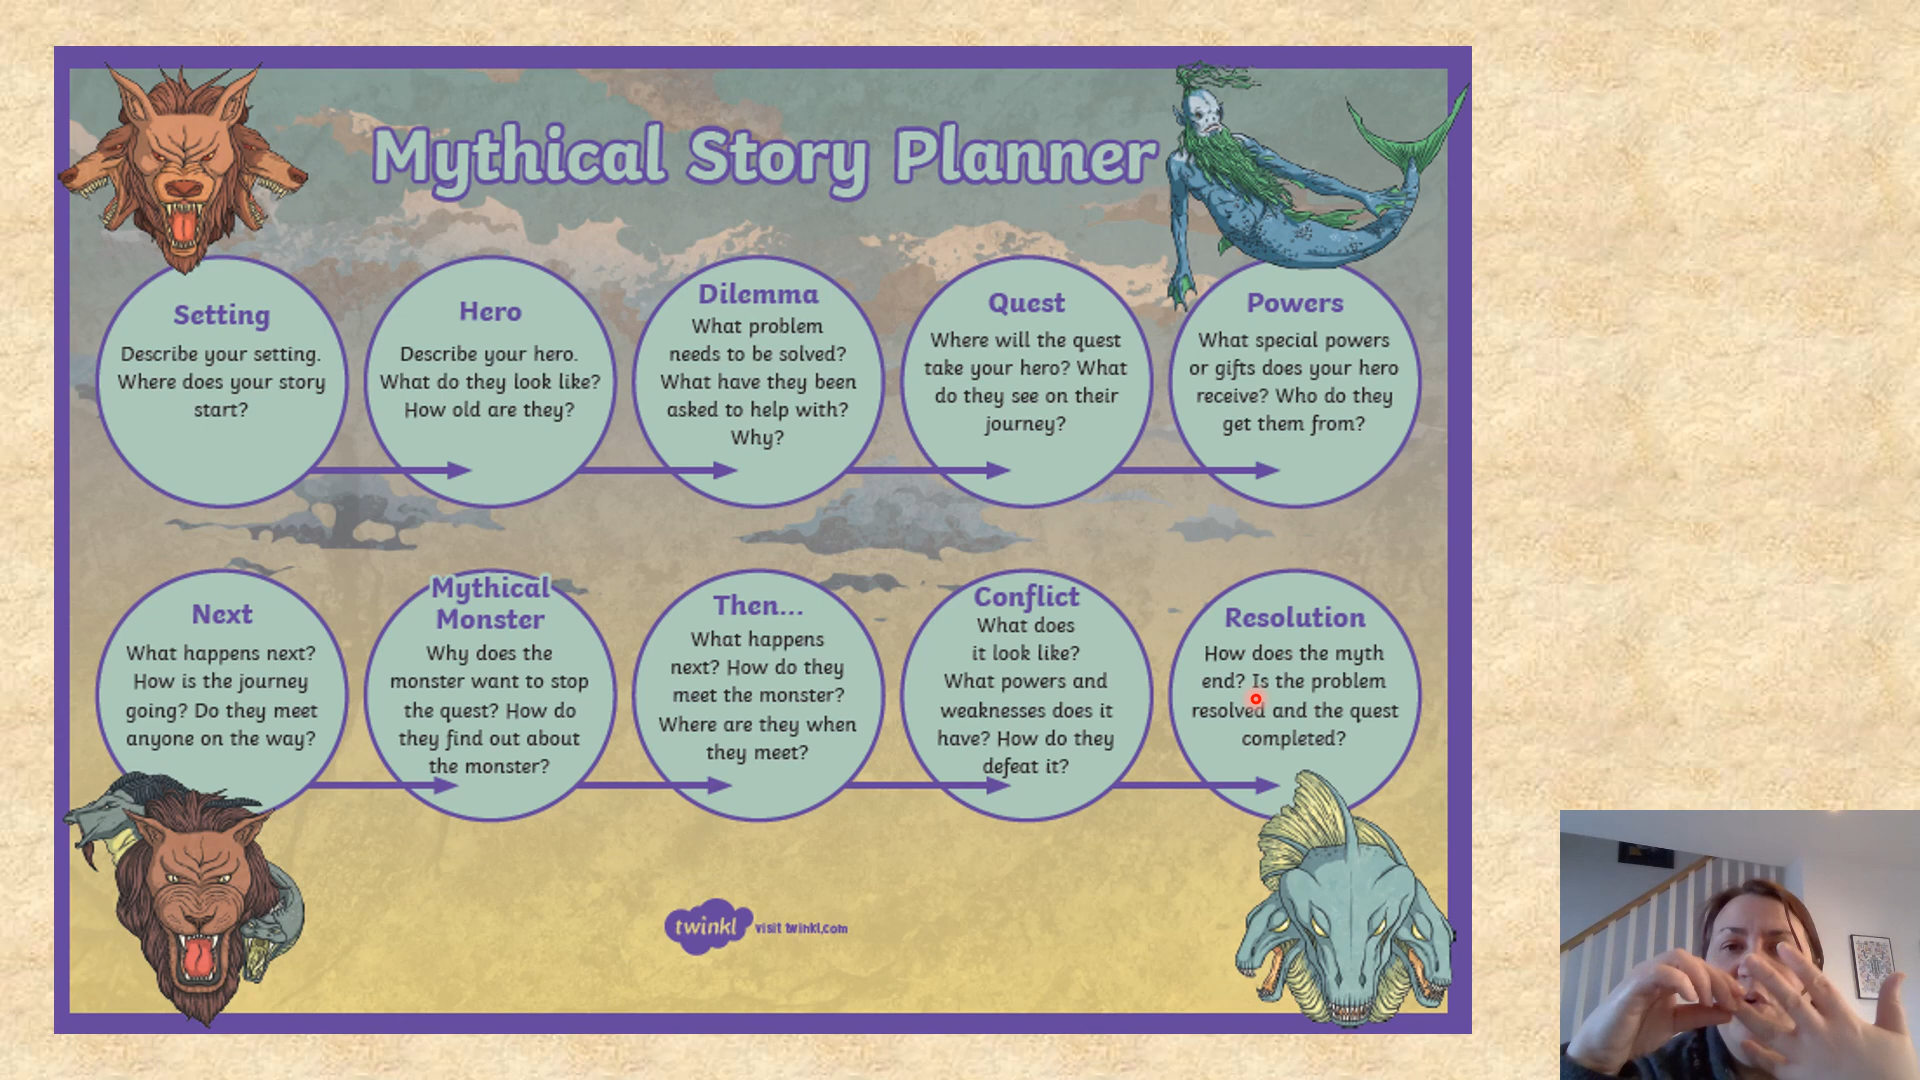 Mythical Story Planner
Setting
Describe your setting.
Where does your story
start?
Hero
Describe your hero.
What do they look like?
How old are they?
Dilemma
What problem
needs to be solved?
What have they been
asked to help with?
Why?
Quest
Where will the quest
take your hero? What
do they see on their
journey?
Powers
What special powers
or gifts does your hero
receive? Who do they
get them from?
Next
What happens next?
How is the journey
going? Do they meet
anyone on the way?
Mythical
Monster
Why does the
monster want to stop
the quest? How do
they find out about
the monster?
Then...
What happens
next? How do they
meet the monster?
Where are they when
they meet?
Conflict
What does
it look like?
What powers and
weaknesses does it
have? How do they
defeat it?
Resolution
How does the myth
end? Is the problem
resolved and the quest
completed?
twinkl visit twinkl.com